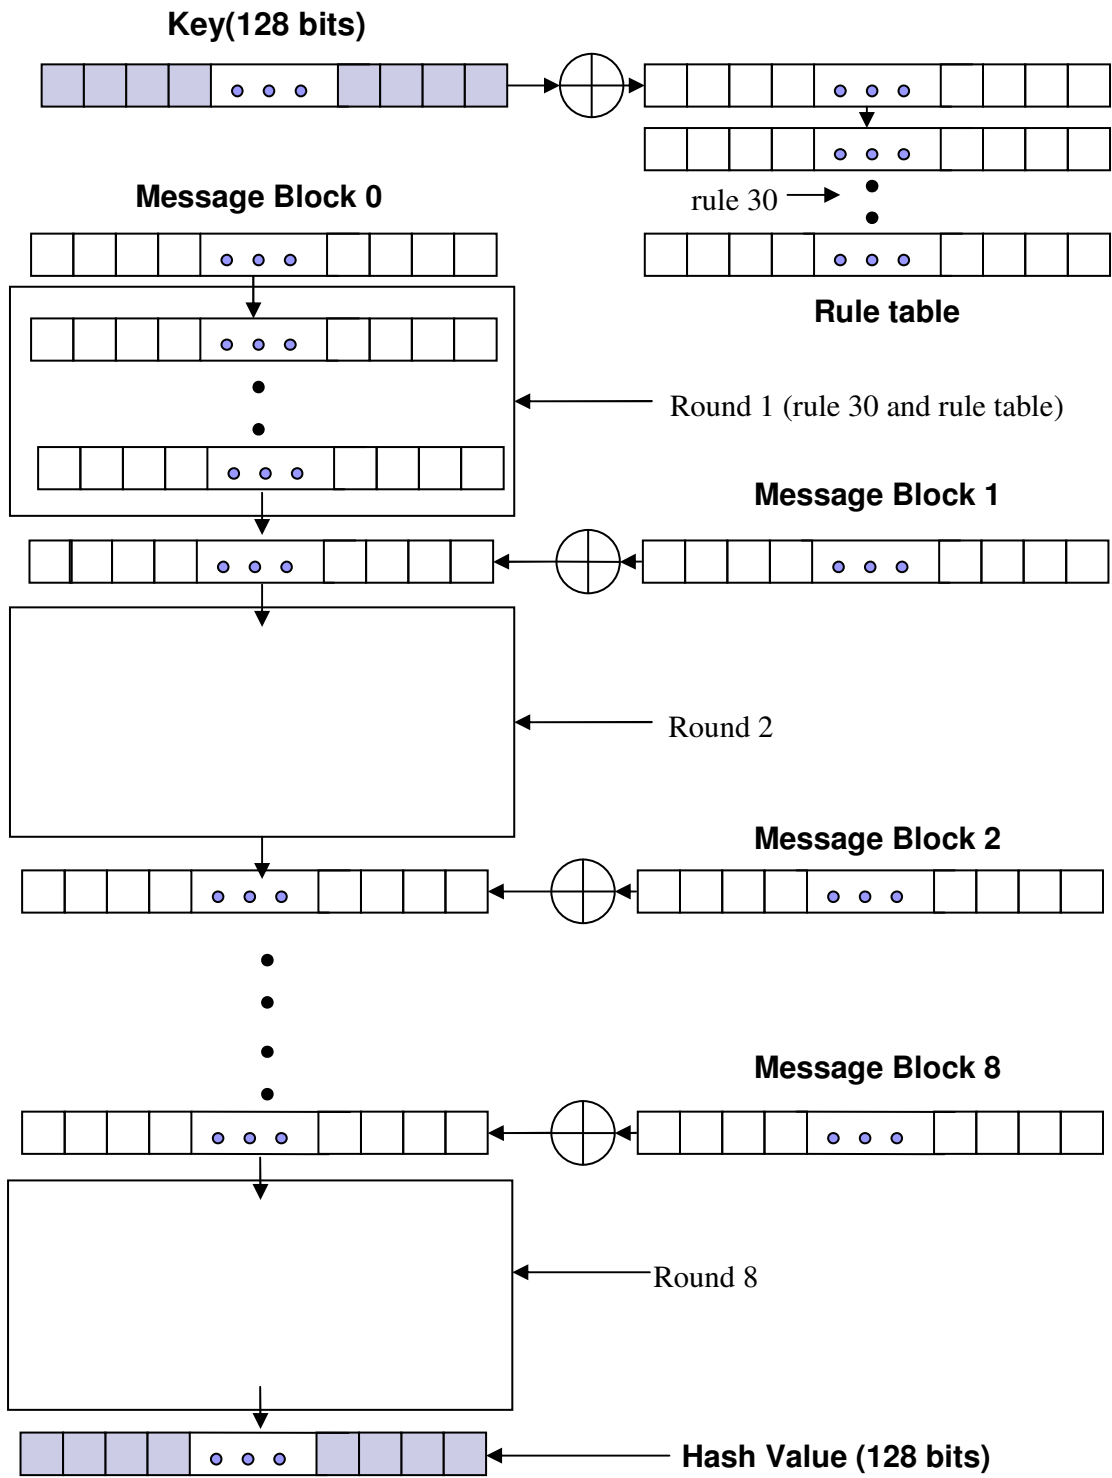 Key(128 bits)
rule 30
Message Block 0
Rule table
Round 1 (rule 30 and rule table)
Message Block 1
Round 2
Message Block 2
Message Block 8
Round 8
Hash Value (128 bits)